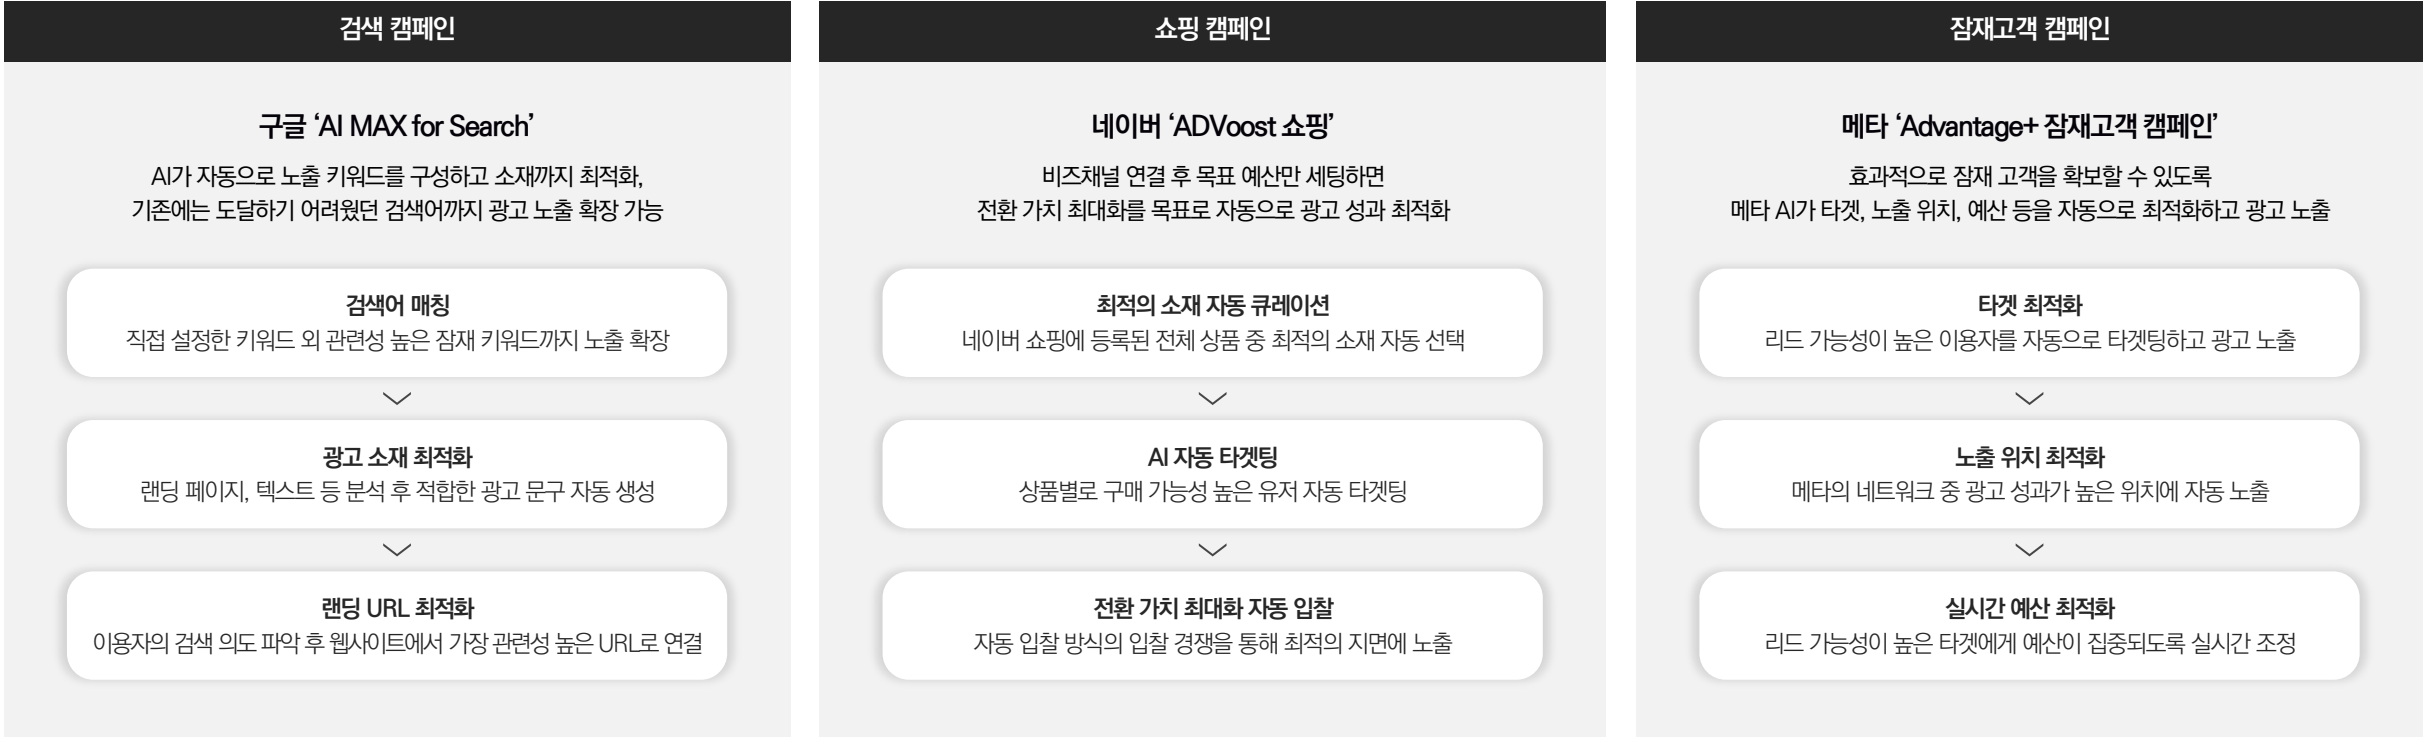 검색 캠페인
구글 ‘AI MAX for Search’
AI가 자동으로 노출 키워드를 구성하고 소재까지 최적화,
기존에는 도달하기 어려웠던 검색어까지 광고 노출 확장 가능
검색어 매칭
직접 설정한 키워드 외 관련성 높은 잠재 키워드까지 노출 확장
광고 소재 최적화
랜딩 페이지, 텍스트 등 분석 후 적합한 광고 문구 자동 생성
랜딩 URL 최적화
이용자의 검색 의도 파악 후 웹사이트에서 가장 관련성 높은 URL로 연결
쇼핑 캠페인
네이버 ‘ADVoost 쇼핑’
비즈채널 연결 후 목표 예산만 세팅하면
전환 가치 최대화를 목표로 자동으로 광고 성과 최적화
최적의 소재 자동 큐레이션
네이버 쇼핑에 등록된 전체 상품 중 최적의 소재 자동 선택
AI 자동 타겟팅
상품별로 구매 가능성 높은 유저 자동 타겟팅
전환 가치 최대화 자동 입찰
자동 입찰 방식의 입찰 경쟁을 통해 최적의 지면에 노출
잠재고객 캠페인
메타 ‘Advantage+ 잠재고객 캠페인’
효과적으로 잠재 고객을 확보할 수 있도록
메타 AI가 타겟, 노출 위치, 예산 등을 자동으로 최적화하고 광고 노출
타겟 최적화
리드 가능성이 높은 이용자를 자동으로 타겟팅하고 광고 노출
노출 위치 최적화
메타의 네트워크 중 광고 성과가 높은 위치에 자동 노출
실시간 예산 최적화
리드 가능성이 높은 타겟에게 예산이 집중되도록 실시간 조정